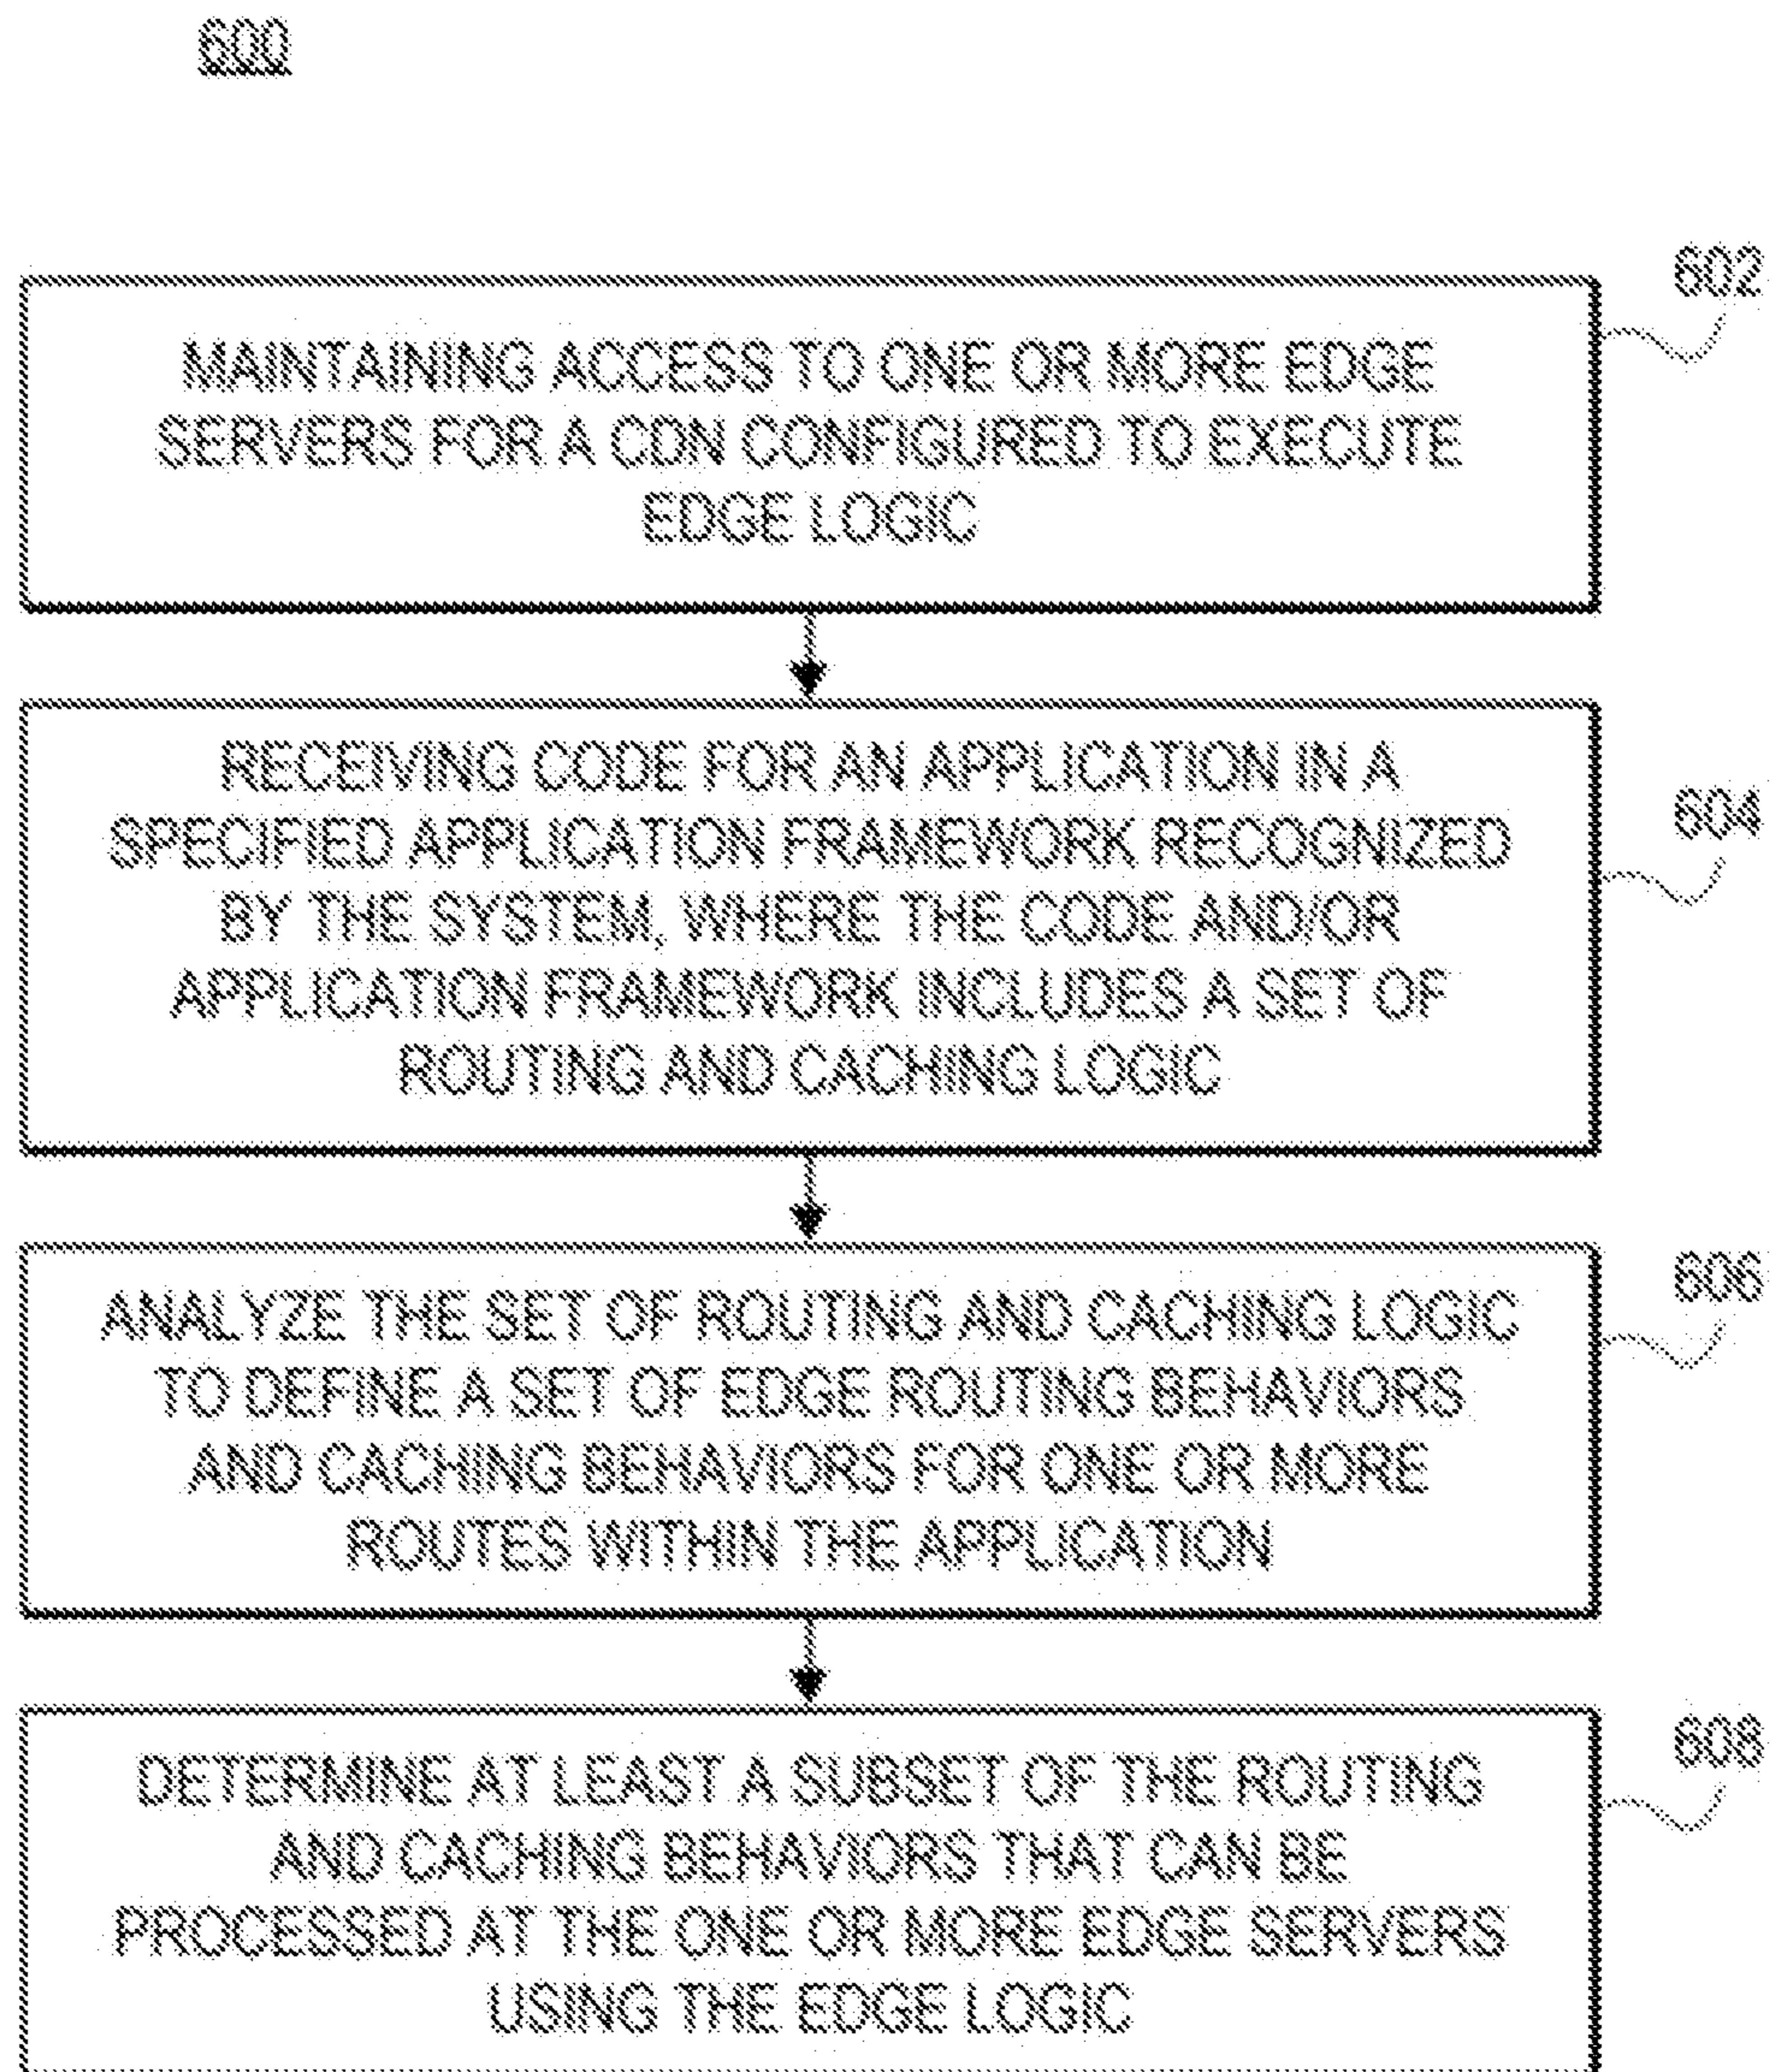 600
602
MAINTAINING ACCESS TO ONE OR MORE EDGE
SERVERS FOR A CDN CONFIGURED TO EXECUTE
EDGE LOGIC
RECEIVING CODE FOR AN APPLICATION IN A
SPECIFIED APPLICATION FRAMEWORK RECOGNIZED
BY THE SYSTEM, WHERE THE CODE AND/OR
APPLICATION FRAMEWORK INCLUDES A SET OF
ROUTING AND CACHING LOGIC
604
ANALYZE THE SET OF ROUTING AND CACHING LOGIC
TO DEFINE A SET OF EDGE ROUTING BEHAVIORS
AND CACHING BEHAVIORS FOR ONE OR MORE
ROUTES WITHIN THE APPLICATION
606
DETERMINE AT LEAST A SUBSET OF THE ROUTING
AND CACHING BEHAVIORS THAT CAN BE
PROCESSED AT THE ONE OR MORE EDGE SERVERS
USING THE EDGE LOGIC
608